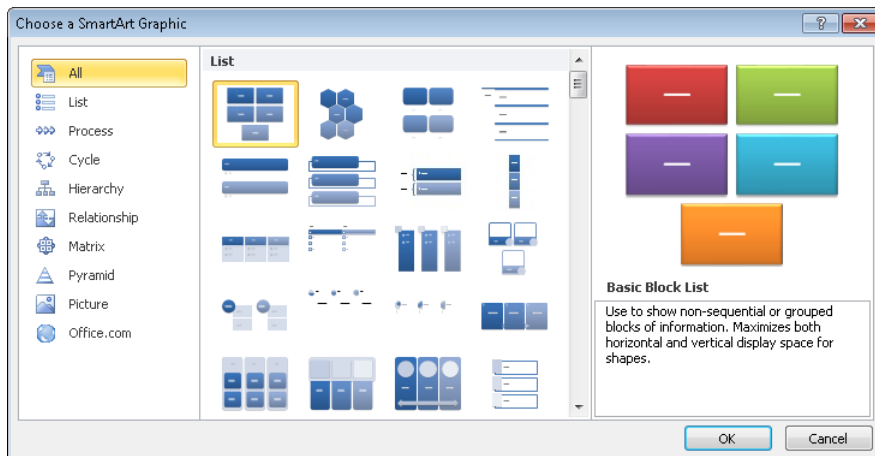 Choose a SmartArt Graphic
All
List
Process
Cycle
Hierarchy
Relationship
Matrix
Pyramid
Picture
Office.com
List
Basic Block List
Use to show non-sequential or grouped
blocks of information. Maximizes both
horizontal and vertical display space for
shapes.
OK
Cancel